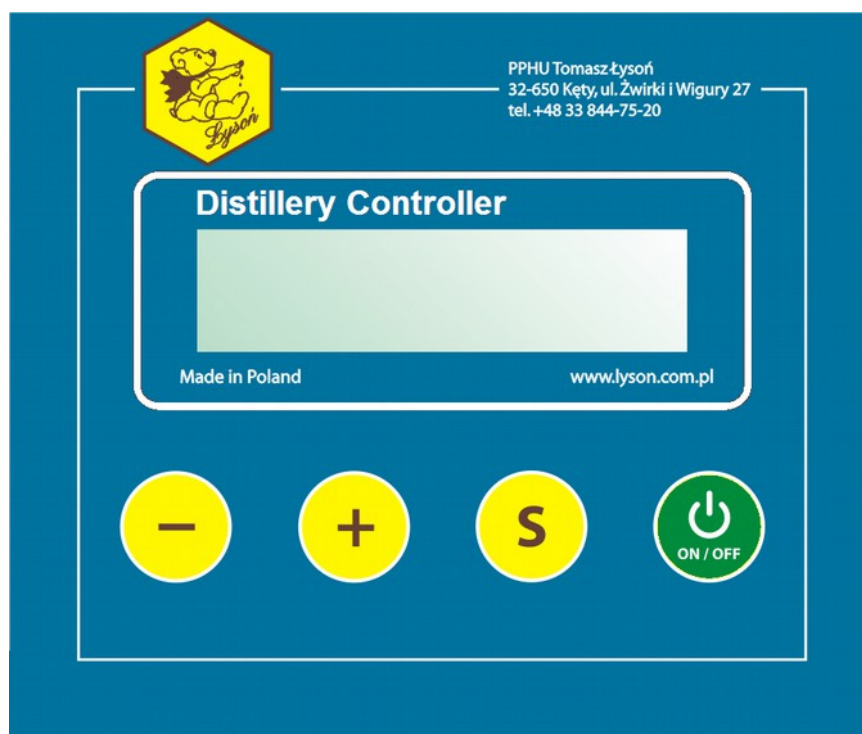 Łysoń
PPHU Tomasz Łysoń
32-650 Kęty, ul. Żwirki i Wigury 27
tel. +48 33 844-75-20
Distillery Controller
Made in Poland
www.lyson.com.pl
− + S
ON / OFF